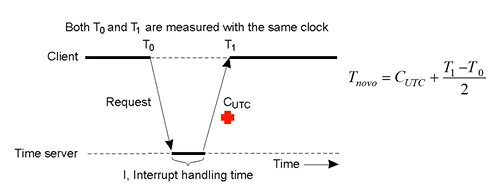 Both T0 and T1 are measured with the same clock
T0 T1
Client
Tnovo = CUTC + (T1 – T0) / 2
Request
CUTC
Time server
Time
I, Interrupt handling time